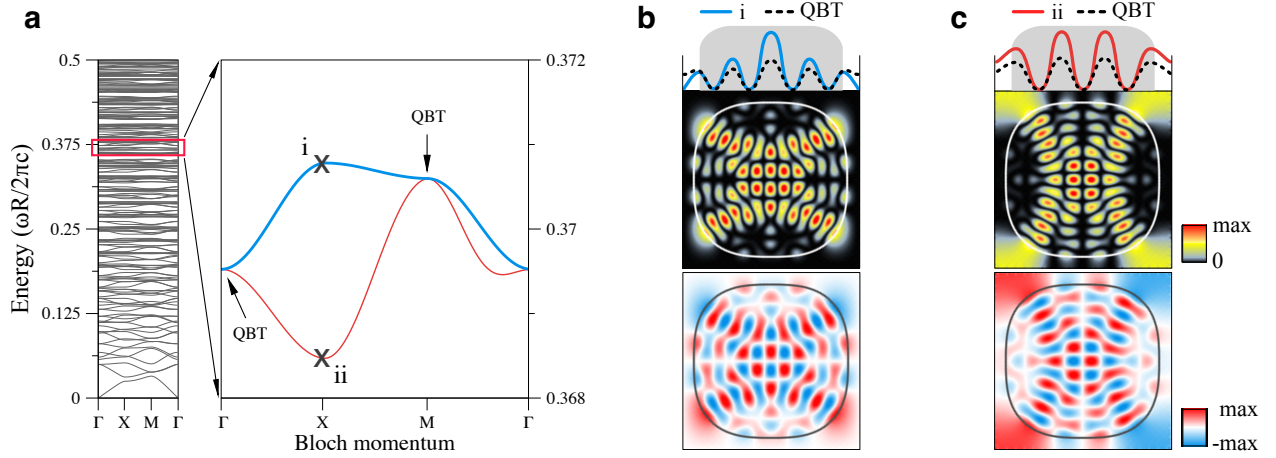 a
Energy (ωR/2πc)
0.5
0.375
0.25
0.125
0
Γ X M Γ
0.372
0.37
0.368
QBT
i
QBT
ii
Γ X M Γ
Bloch momentum
b
i QBT
c
ii QBT
max
0
max
-max